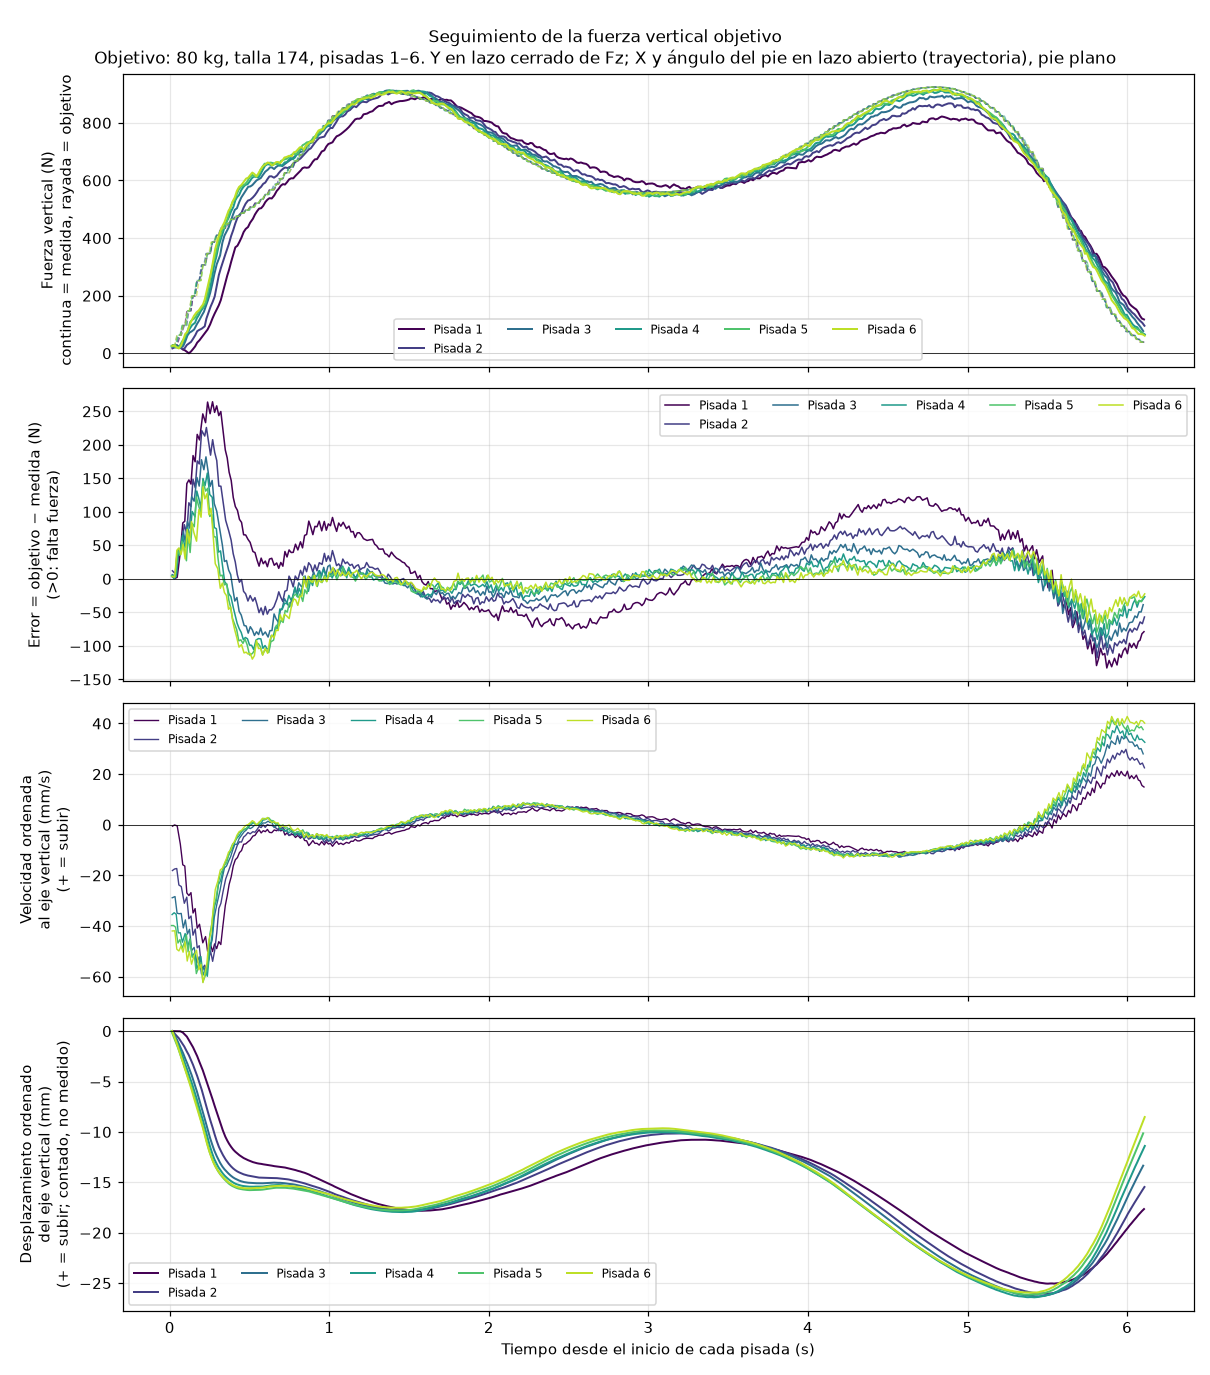 Seguimiento de la fuerza vertical objetivo
Objetivo: 80 kg, talla 174, pisadas 1–6. Y en lazo cerrado de Fz; X y ángulo del pie en lazo abierto (trayectoria), pie plano
Fuerza vertical (N)
continua = medida, rayada = objetivo
800
600
400
200
0
Pisada 1 Pisada 3 Pisada 4 Pisada 5 Pisada 6
Pisada 2
Error = objetivo − medida (N)
(>0: falta fuerza)
250
200
150
100
50
0
−50
−100
−150
Pisada 1 Pisada 3 Pisada 4 Pisada 5 Pisada 6
Pisada 2
Velocidad ordenada
al eje vertical (mm/s)
(+ = subir)
40
20
0
−20
−40
−60
Pisada 1 Pisada 3 Pisada 4 Pisada 5 Pisada 6
Pisada 2
Desplazamiento ordenado
del eje vertical (mm)
(+ = subir; contado, no medido)
0
−5
−10
−15
−20
−25
Pisada 1 Pisada 3 Pisada 4 Pisada 5 Pisada 6
Pisada 2
0 1 2 3 4 5 6
Tiempo desde el inicio de cada pisada (s)